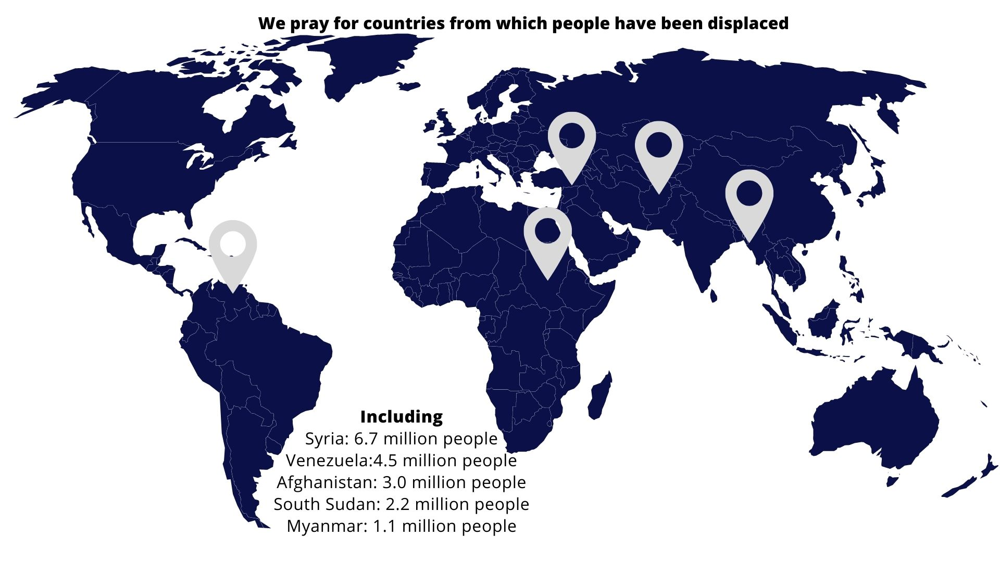 We pray for countries from which people have been displaced
Including
Syria: 6.7 million people
Venezuela:4.5 million people
Afghanistan: 3.0 million people
South Sudan: 2.2 million people
Myanmar: 1.1 million people